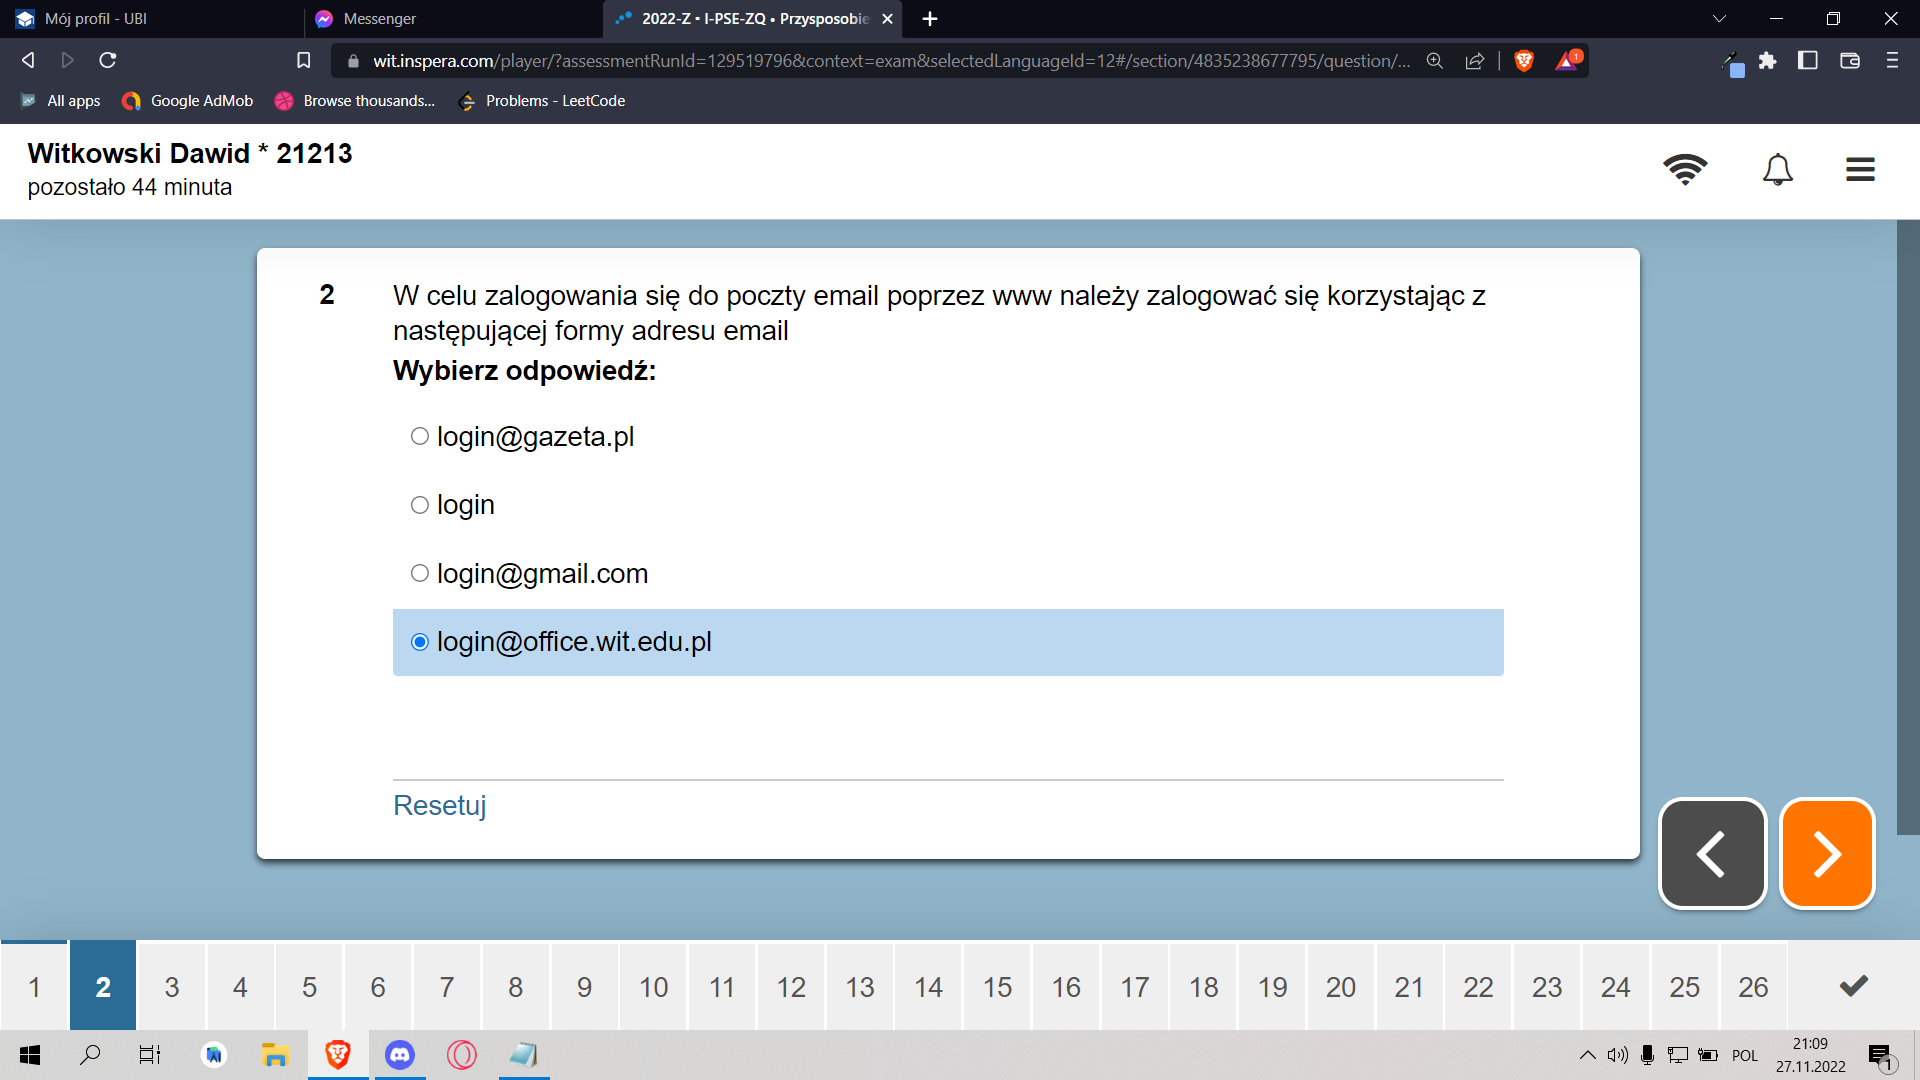 Mój profil - UBI
Messenger
2022-Z • I-PSE-ZQ • Przysposobie
wit.inspera.com/player/?assessmentRunId=129519796&context=exam&selectedLanguageId=12#/section/4835238677795/question/...
1
All apps
Google AdMob
Browse thousands...
Problems - LeetCode
Witkowski Dawid * 21213
pozostało 44 minuta
2
W celu zalogowania się do poczty email poprzez www należy zalogować się korzystając z
następującej formy adresu email
Wybierz odpowiedź:
login@gazeta.pl
login
login@gmail.com
login@office.wit.edu.pl
Resetuj
1 2 3 4 5 6 7 8 9 10 11 12 13 14 15 16 17 18 19 20 21 22 23 24 25 26
POL
21:09
27.11.2022
1